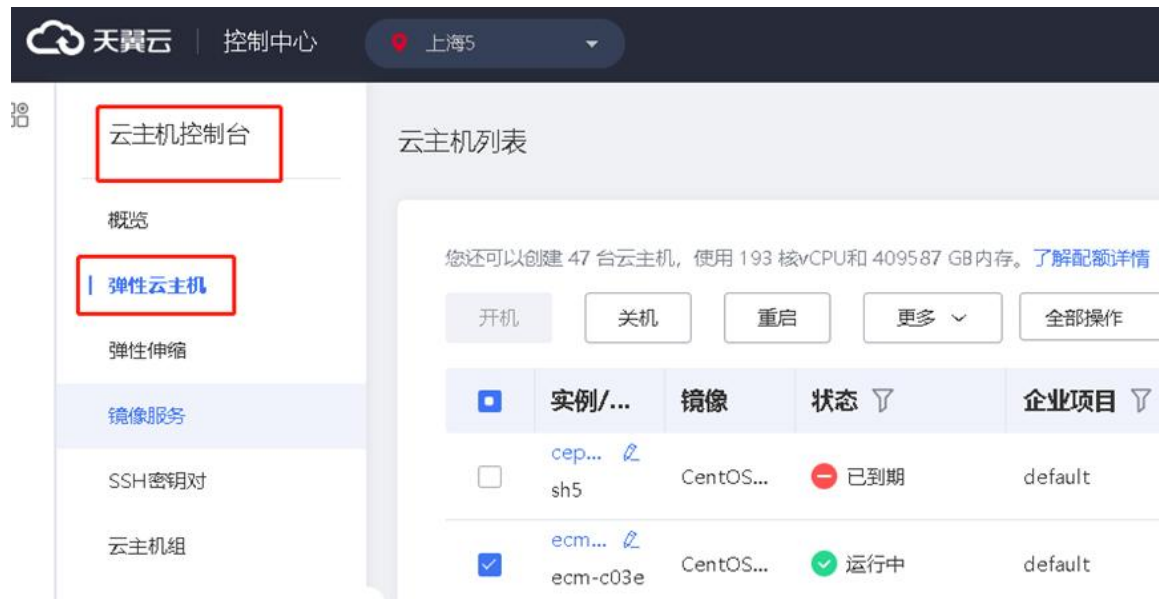 天翼云 控制中心 上海5
云主机控制台
概览
弹性云主机
弹性伸缩
镜像服务
SSH密钥对
云主机组
云主机列表
您还可以创建 47 台云主机，使用 193 核vCPU和 409587 GB内存。了解配额详情
开机 关机 重启 更多 全部操作
实例/... 镜像 状态 企业项目
cep...
sh5 CentOS... 已到期 default
ecm...
ecm-c03e CentOS... 运行中 default